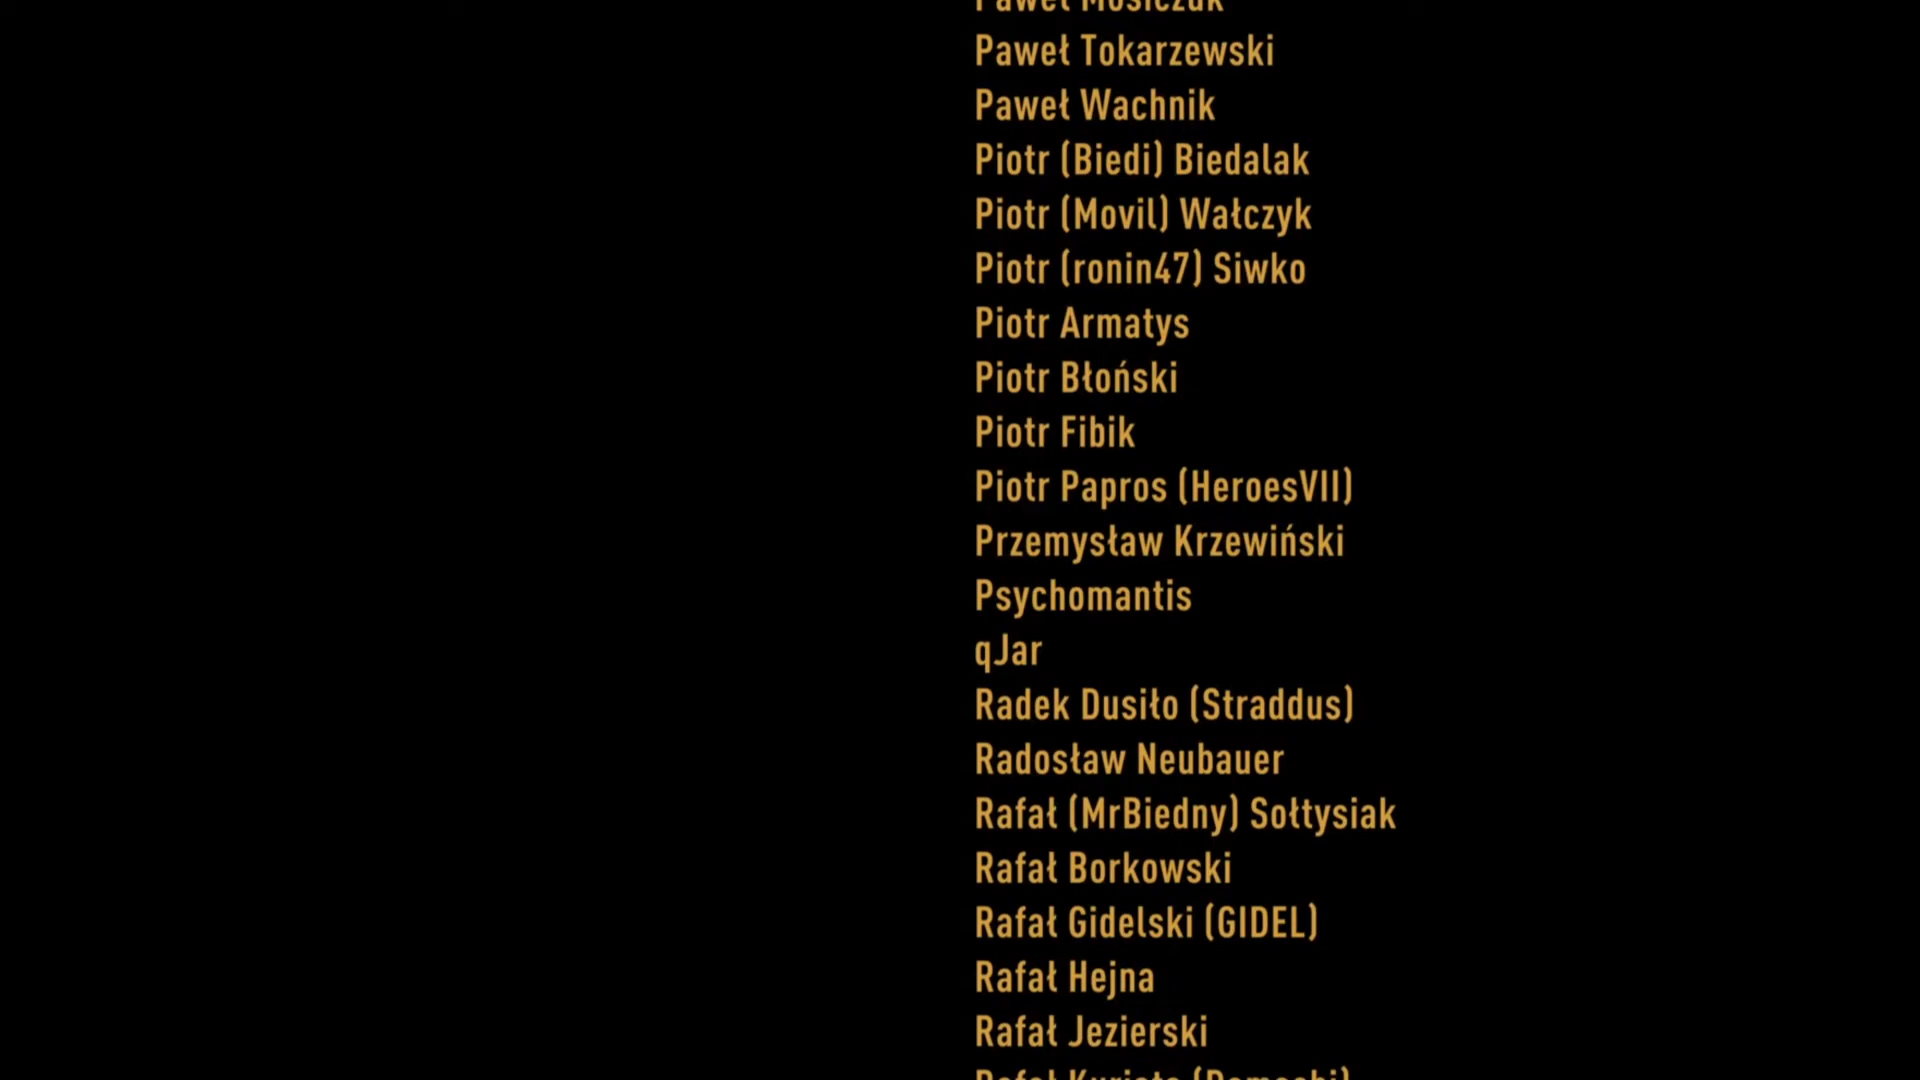 Paweł Tokarzewski
Paweł Wachnik
Piotr (Biedi) Biedalak
Piotr (Movil) Wałczyk
Piotr (ronin47) Siwko
Piotr Armatys
Piotr Błoński
Piotr Fibik
Piotr Papros (HeroesVII)
Przemysław Krzewiński
Psychomantis
qJar
Radek Dusiło (Straddus)
Radosław Neubauer
Rafał (MrBiedny) Sołtysiak
Rafał Borkowski
Rafał Gidelski (GIDEL)
Rafał Hejna
Rafał Jezierski
Rafał